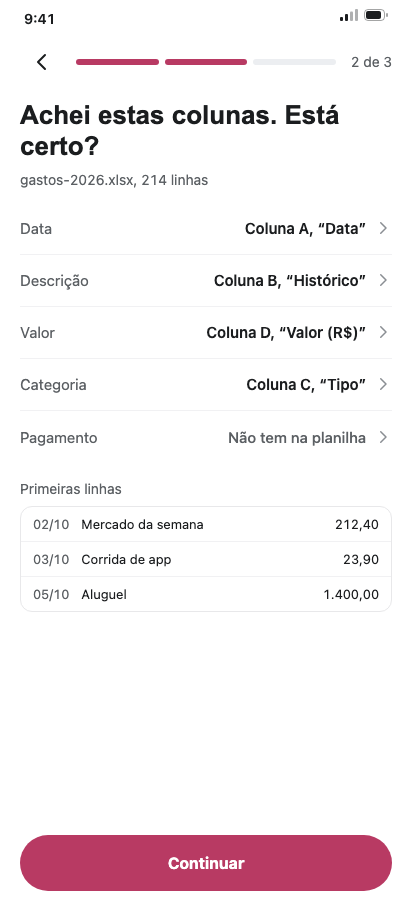 9:41
2 de 3
Achei estas colunas. Está
certo?
gastos-2026.xlsx, 214 linhas
Data Coluna A, “Data”
Descrição Coluna B, “Histórico”
Valor Coluna D, “Valor (R$)”
Categoria Coluna C, “Tipo”
Pagamento Não tem na planilha
Primeiras linhas
02/10 Mercado da semana 212,40
03/10 Corrida de app 23,90
05/10 Aluguel 1.400,00
Continuar